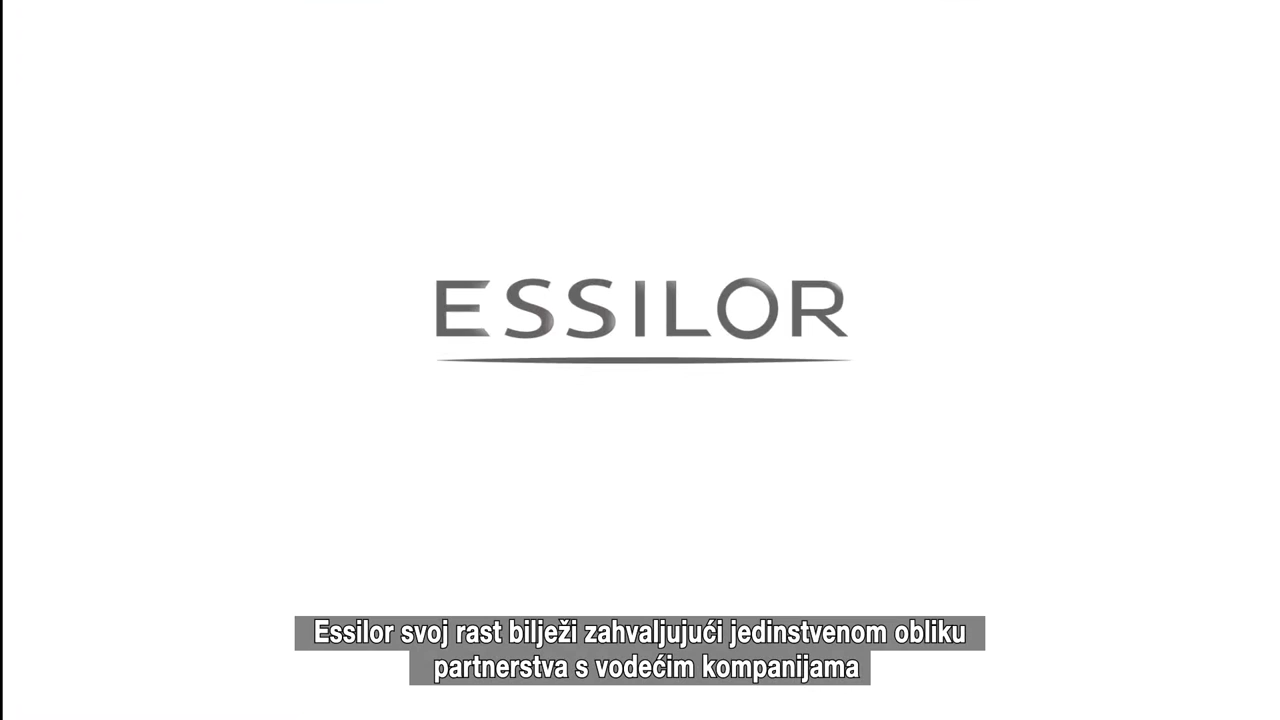 ESSILOR
Essilor svoj rast bilježi zahvaljujući jedinstvenom obliku
partnerstva s vodećim kompanijama